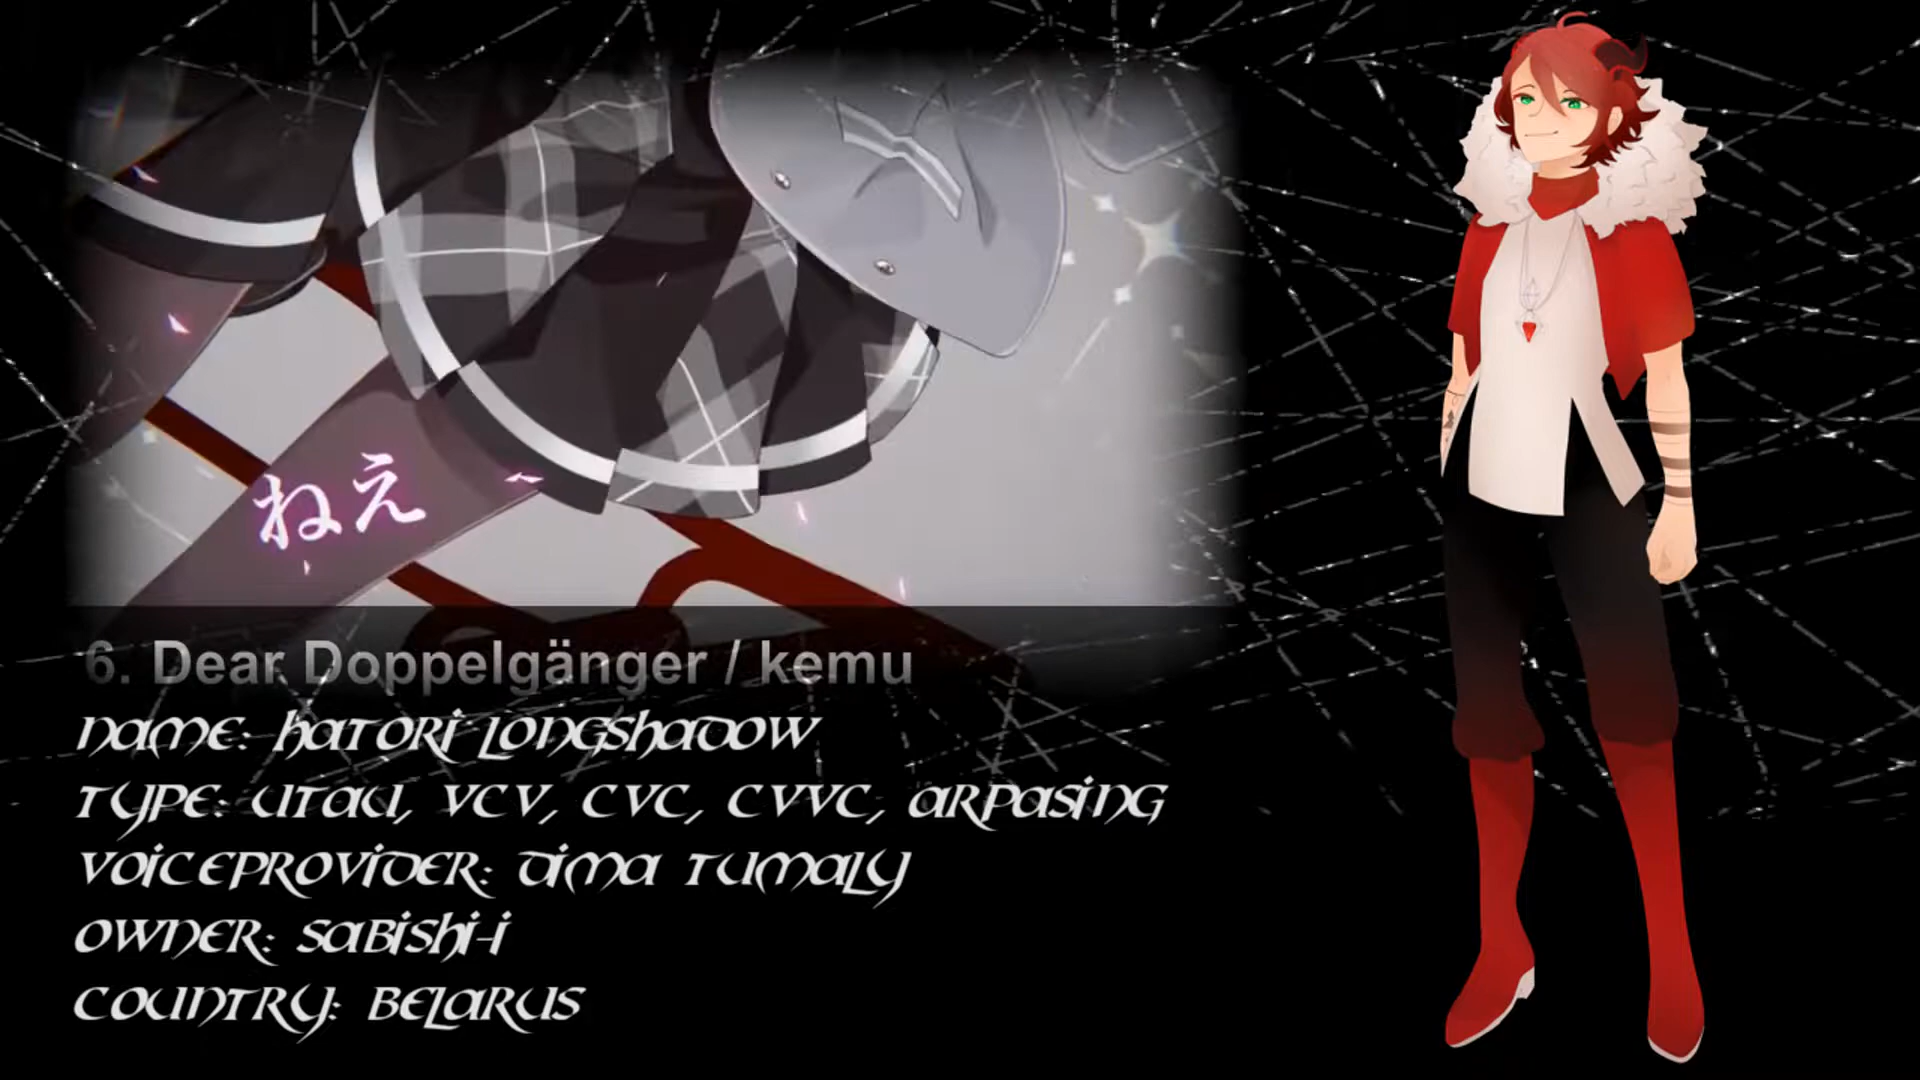 ねえ
6. Dear Doppelgänger / kemu
Name: Hatori Longshadow
Type: UTAU, VCV, CVC, CVVC, Arpasing
Voiceprovider: Dima Tumaly
Owner: Sabishi-i
Country: Belarus